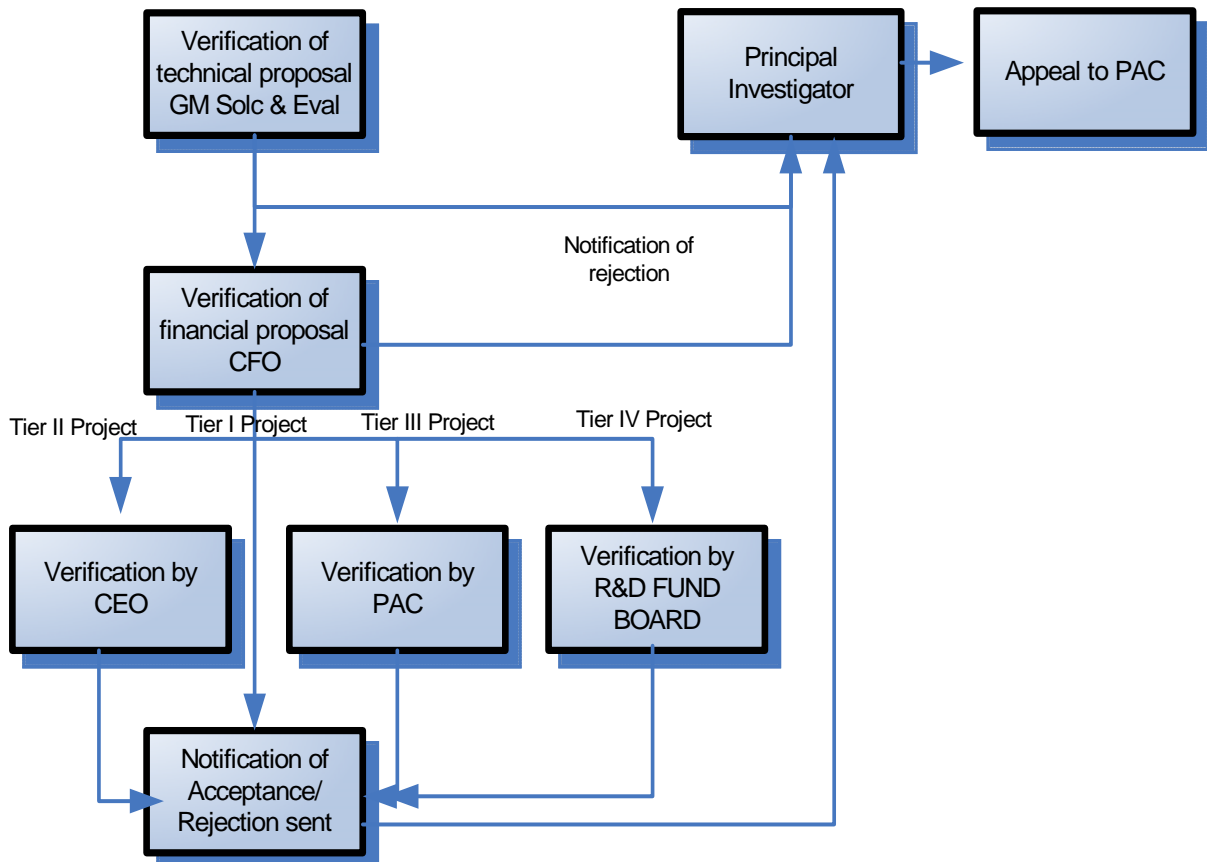 Verification of
technical proposal
GM Solc & Eval
Principal
Investigator
Appeal to PAC
Notification of
rejection
Verification of
financial proposal
CFO
Tier II Project
Tier I Project
Tier III Project
Tier IV Project
Verification by
CEO
Verification by
PAC
Verification by
R&D FUND
BOARD
Notification of
Acceptance/
Rejection sent